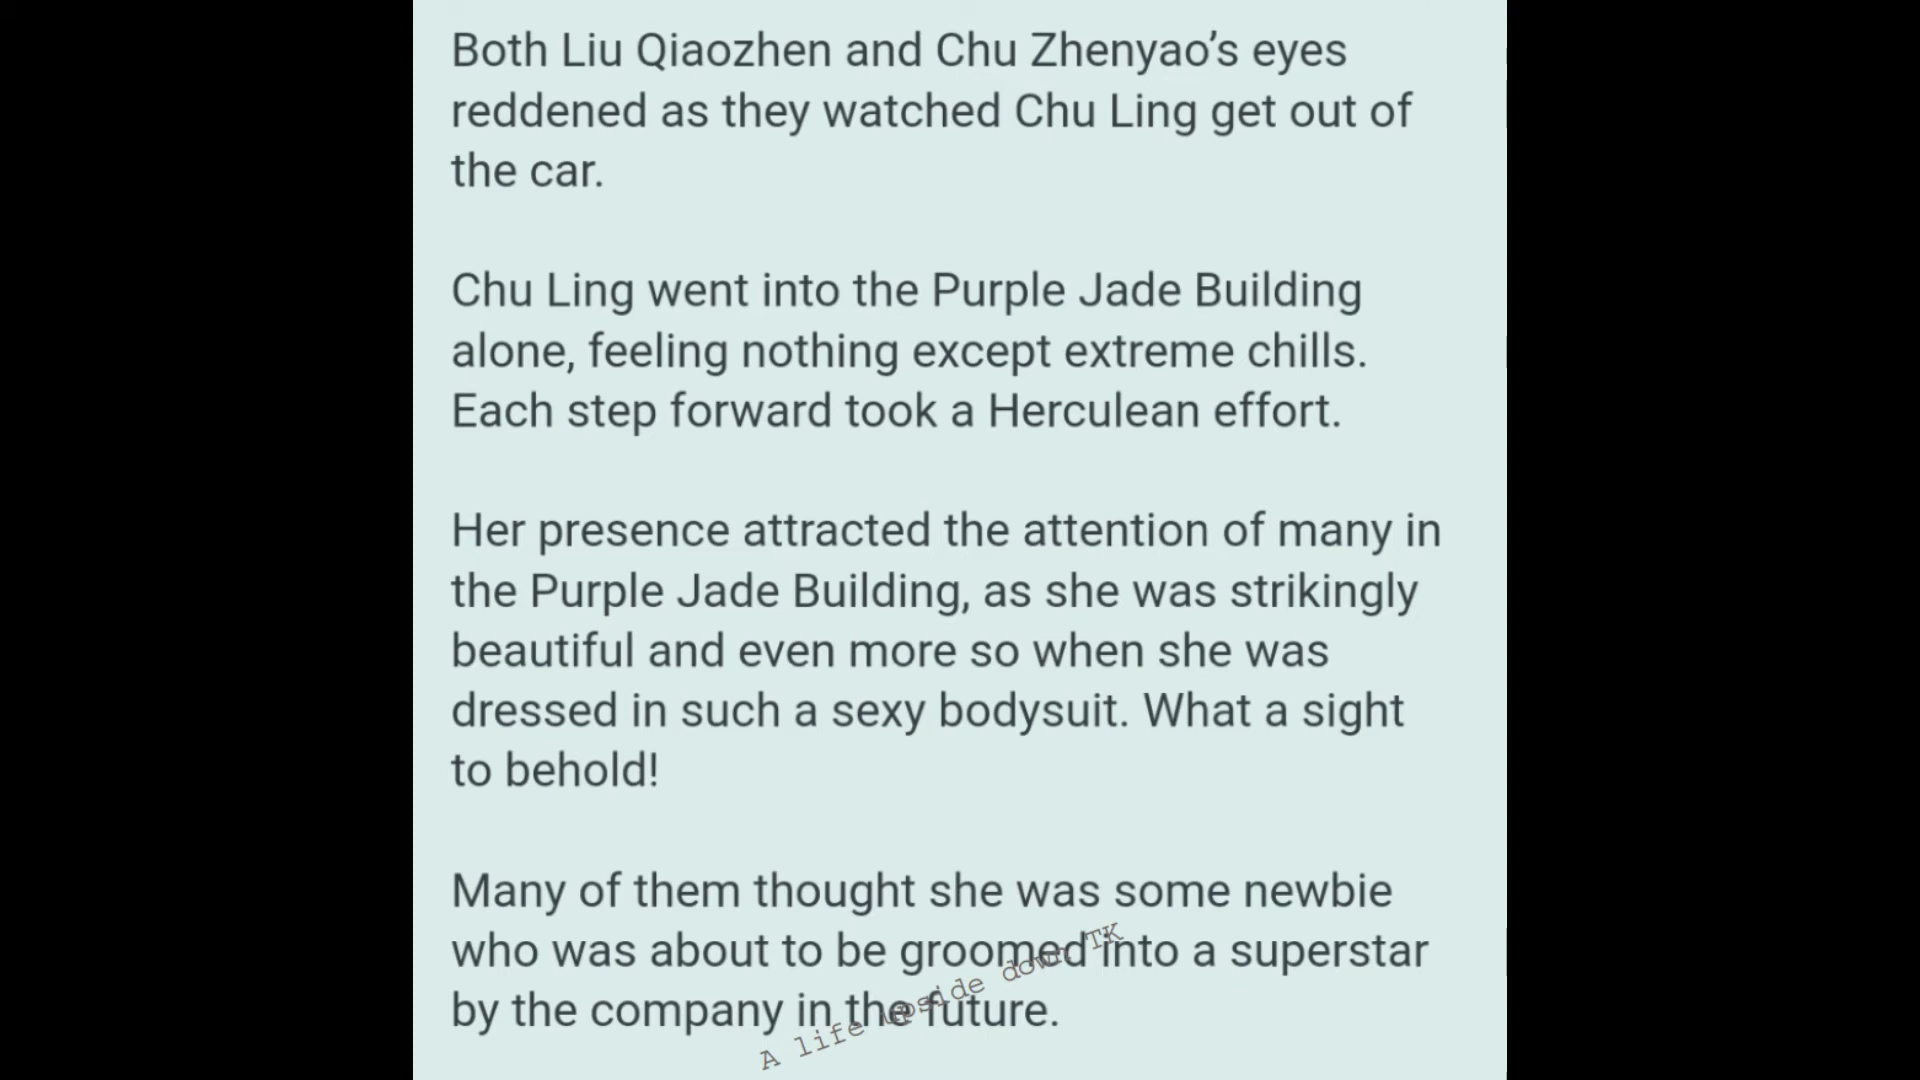 Both Liu Qiaozhen and Chu Zhenyao’s eyes
reddened as they watched Chu Ling get out of
the car.
Chu Ling went into the Purple Jade Building
alone, feeling nothing except extreme chills.
Each step forward took a Herculean effort.
Her presence attracted the attention of many in
the Purple Jade Building, as she was strikingly
beautiful and even more so when she was
dressed in such a sexy bodysuit. What a sight
to behold!
Many of them thought she was some newbie
who was about to be groomed into a superstar
by the company in the future.
A life upside down TK